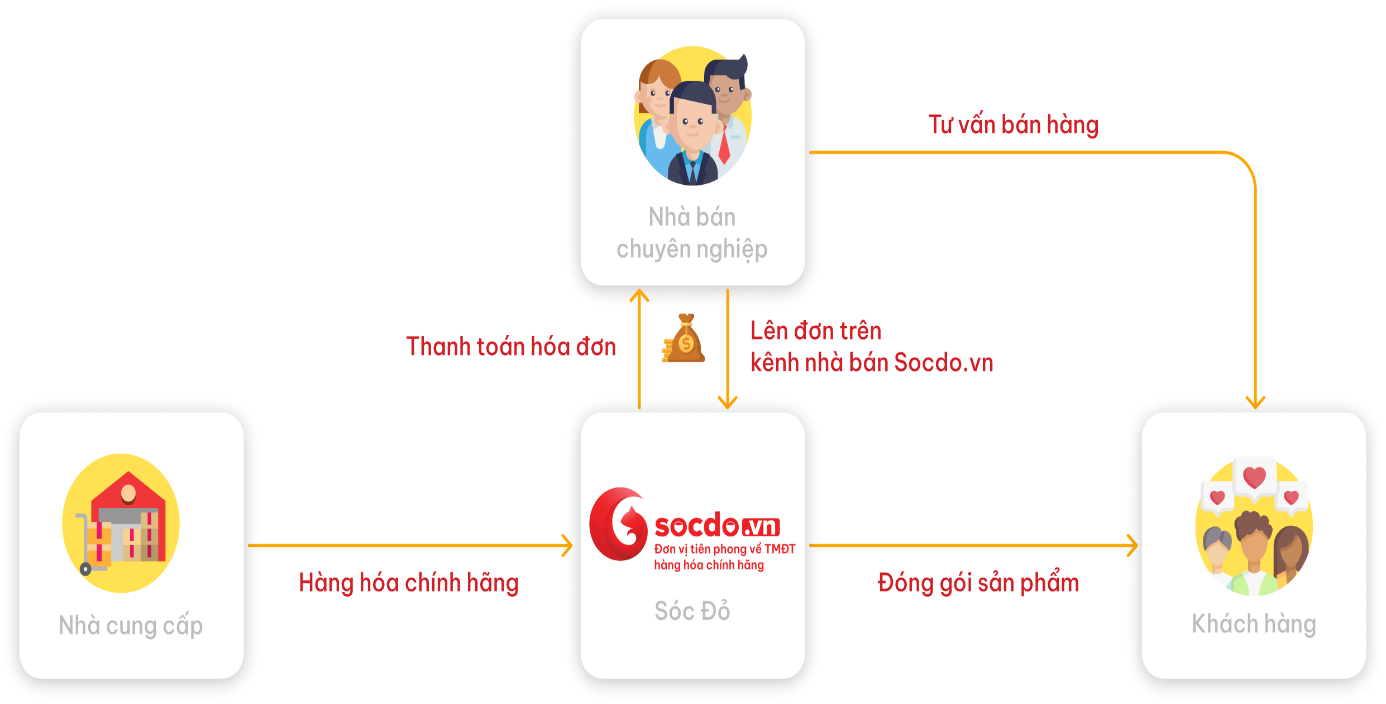 Tư vấn bán hàng
Nhà bán
chuyên nghiệp
Thanh toán hóa đơn
Lên đơn trên
kênh nhà bán Socdo.vn
socdo.vn
Đơn vị tiên phong về TMĐT
hàng hóa chính hãng
Sóc Đỏ
Hàng hóa chính hãng
Đóng gói sản phẩm
Nhà cung cấp
Khách hàng